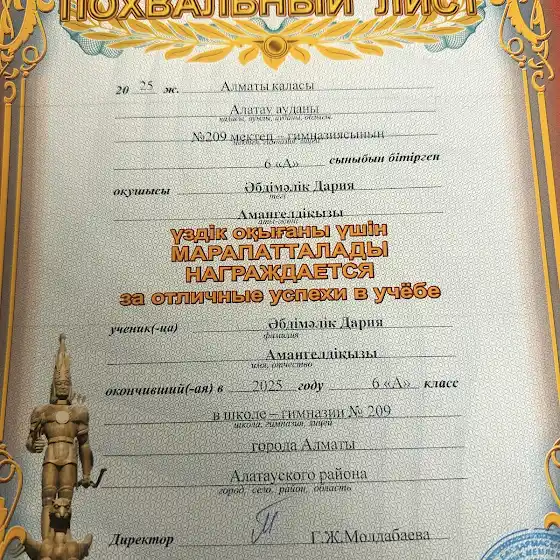 ПОХВАЛЬНЫЙ ЛИСТ
20 25 ж. Алматы қаласы
Алатау ауданы
№209 мектеп – гимназиясының
6 «А» сыныбын бітірген
оқушысы Әбдімәлік Дария
тегі
Амангелдіқызы
аты-жөні
үздік оқығаны үшін
МАРАПАТТАЛАДЫ
НАГРАЖДАЕТСЯ
за отличные успехи в учёбе
ученик(-ца) Әбдімәлік Дария
фамилия
Амангелдіқызы
имя, отчество
окончивший(-ая) в 2025 году 6 «А» класс
в школе – гимназии № 209
школа, гимназия, лицей
города Алматы
Алатауского района
город, село, район, область
Директор Г.Ж.Молдабаева